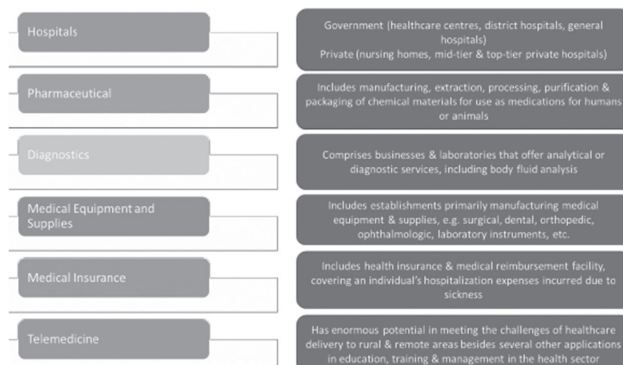 Hospitals
Government (healthcare centres, district hospitals, general
hospitals)
Private (nursing homes, mid-tier & top-tier private hospitals)
Pharmaceutical
Includes manufacturing, extraction, processing, purification &
packaging of chemical materials for use as medications for humans
or animals
Diagnostics
Comprises businesses & laboratories that offer analytical or
diagnostic services, including body fluid analysis
Medical Equipment and
Supplies
Includes establishments primarily manufacturing medical
equipment & supplies, e.g. surgical, dental, orthopedic,
ophthalmologic, laboratory instruments, etc.
Medical Insurance
Includes health insurance & medical reimbursement facility,
covering an individual's hospitalization expenses incurred due to
sickness
Telemedicine
Has enormous potential in meeting the challenges of healthcare
delivery to rural & remote areas besides several other applications
in education, training & management in the health sector